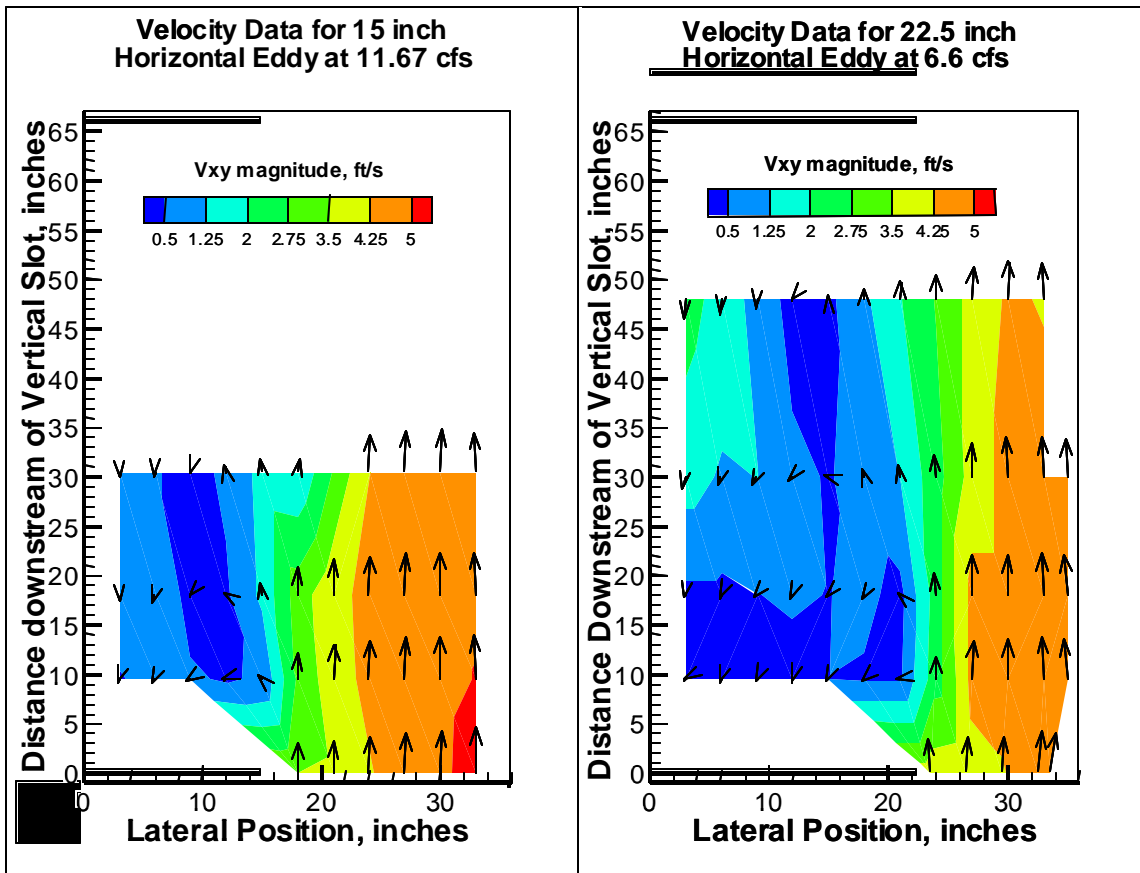 Velocity Data for 15 inch
Horizontal Eddy at 11.67 cfs
Distance downstream of Vertical Slot, inches
65
60
55
50
45
40
35
30
25
20
15
10
5
0
Vxy magnitude, ft/s
0.5 1.25 2 2.75 3.5 4.25 5
0 10 20 30
Lateral Position, inches
Velocity Data for 22.5 inch
Horizontal Eddy at 6.6 cfs
Distance Downstream of Vertical Slot, inches
65
60
55
50
45
40
35
30
25
20
15
10
5
0
Vxy magnitude, ft/s
0.5 1.25 2 2.75 3.5 4.25 5
0 10 20 30
Lateral Position, inches